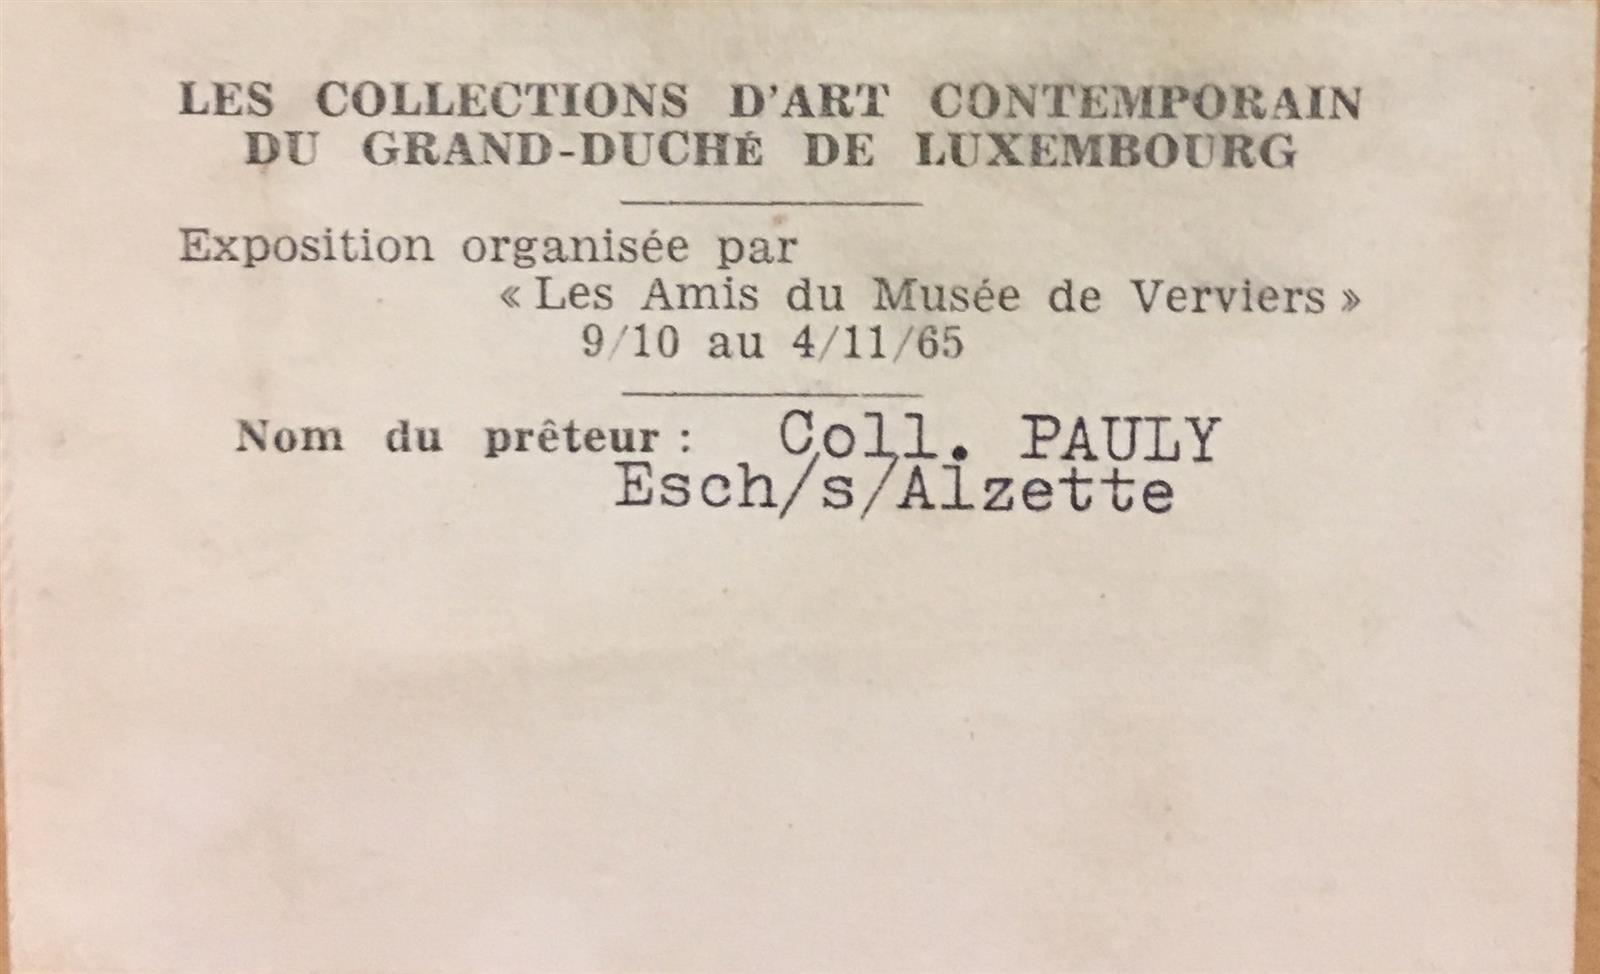 LES COLLECTIONS D'ART CONTEMPORAIN
DU GRAND-DUCHÉ DE LUXEMBOURG
Exposition organisée par
« Les Amis du Musée de Verviers »
9/10 au 4/11/65
Nom du prêteur : Coll. PAULY
Esch/s/Alzette